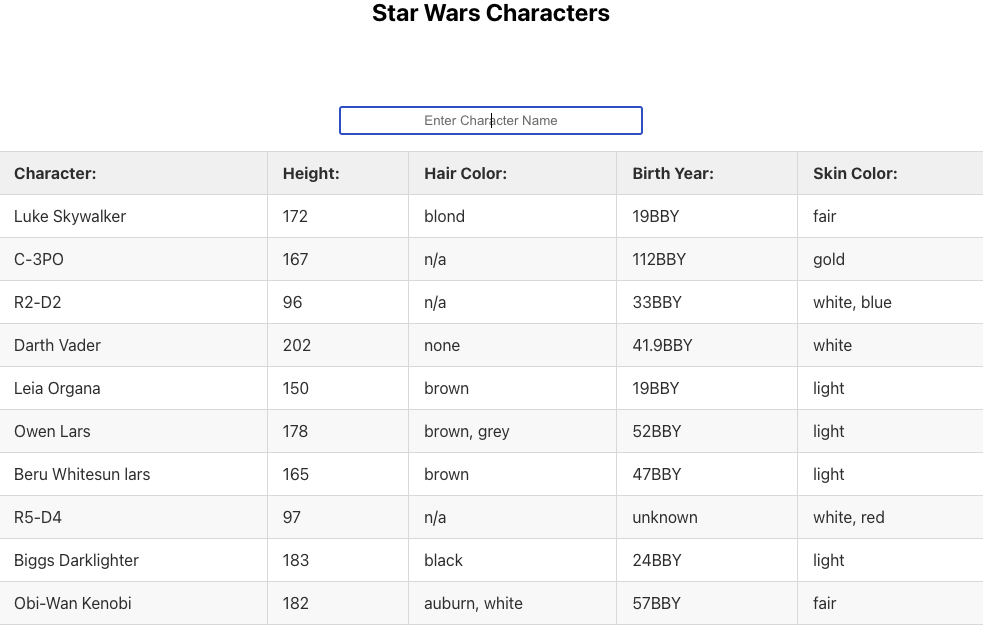 Star Wars Characters
Enter Character Name
Character: Height: Hair Color: Birth Year: Skin Color:
Luke Skywalker 172 blond 19BBY fair
C-3PO 167 n/a 112BBY gold
R2-D2 96 n/a 33BBY white, blue
Darth Vader 202 none 41.9BBY white
Leia Organa 150 brown 19BBY light
Owen Lars 178 brown, grey 52BBY light
Beru Whitesun lars 165 brown 47BBY light
R5-D4 97 n/a unknown white, red
Biggs Darklighter 183 black 24BBY light
Obi-Wan Kenobi 182 auburn, white 57BBY fair